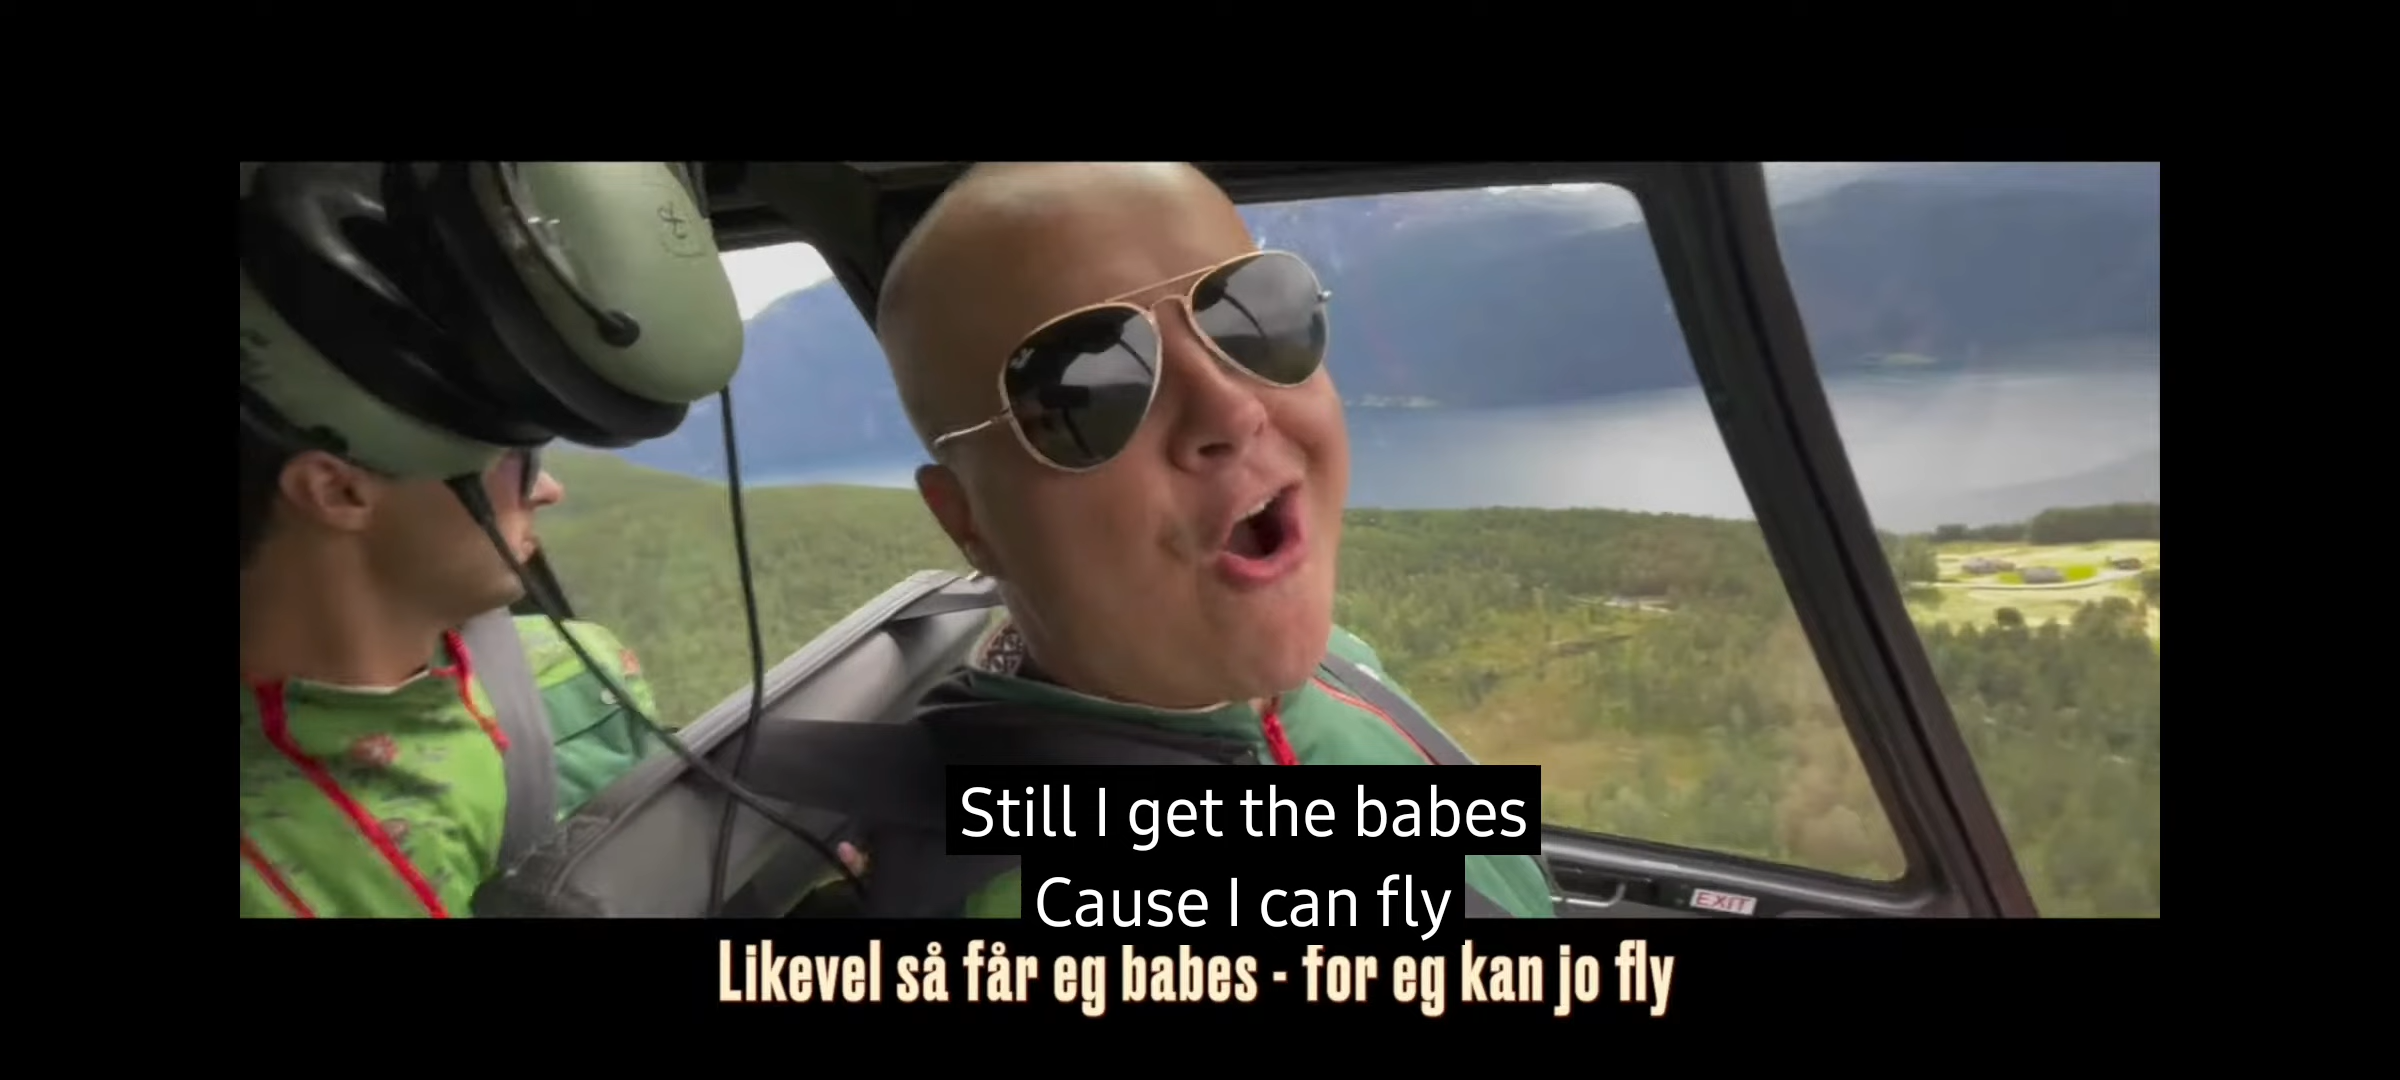 Still I get the babes
Cause I can fly
Likevel så får eg babes - for eg kan jo fly
EXIT